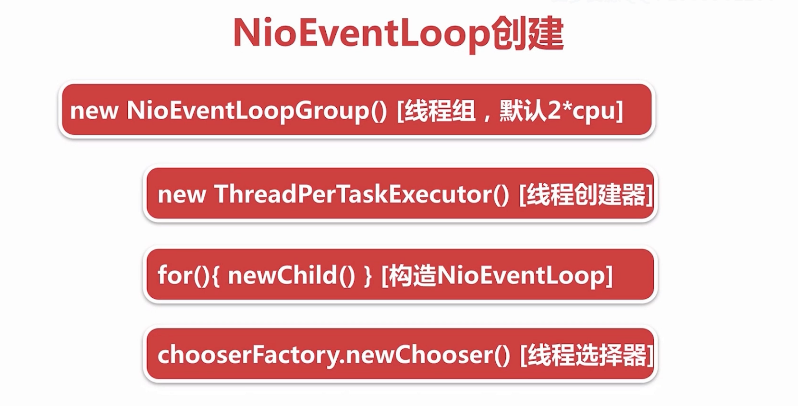 NioEventLoop创建
new NioEventLoopGroup() [线程组，默认2*cpu]
new ThreadPerTaskExecutor() [线程创建器]
for(){ newChild() } [构造NioEventLoop]
chooserFactory.newChooser() [线程选择器]